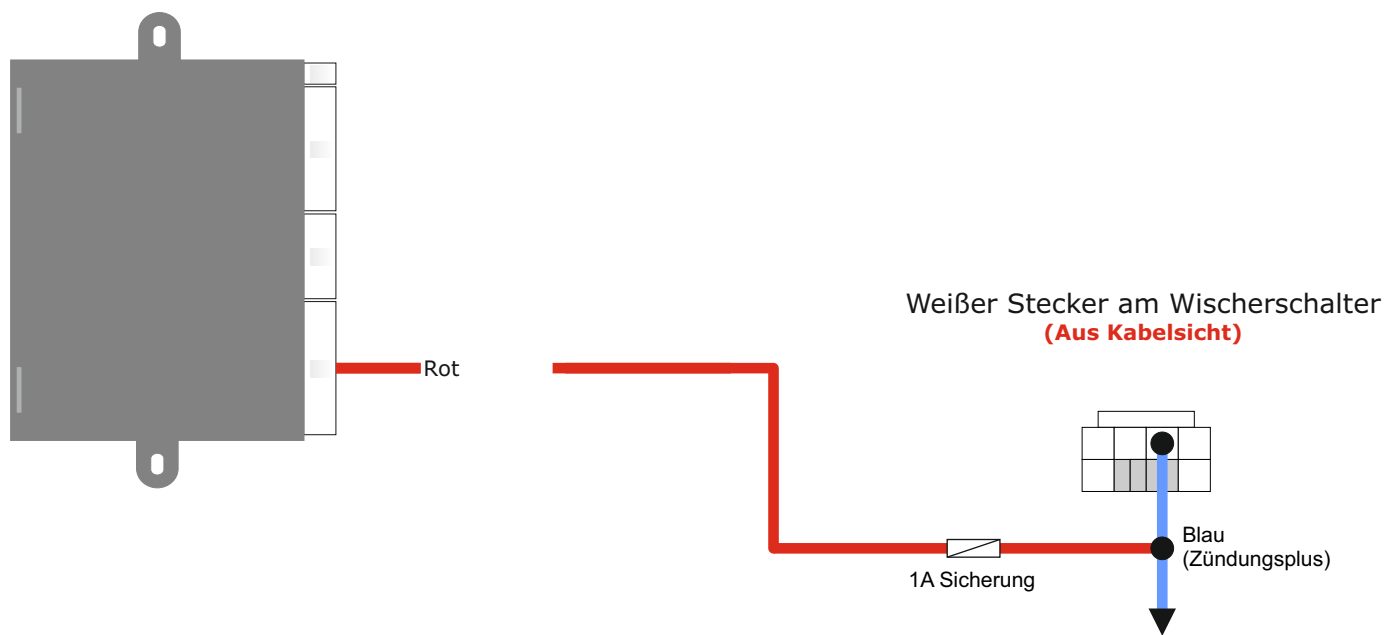 Weißer Stecker am Wischerschalter
(Aus Kabelsicht)
Rot
Blau
(Zündungsplus)
1A Sicherung